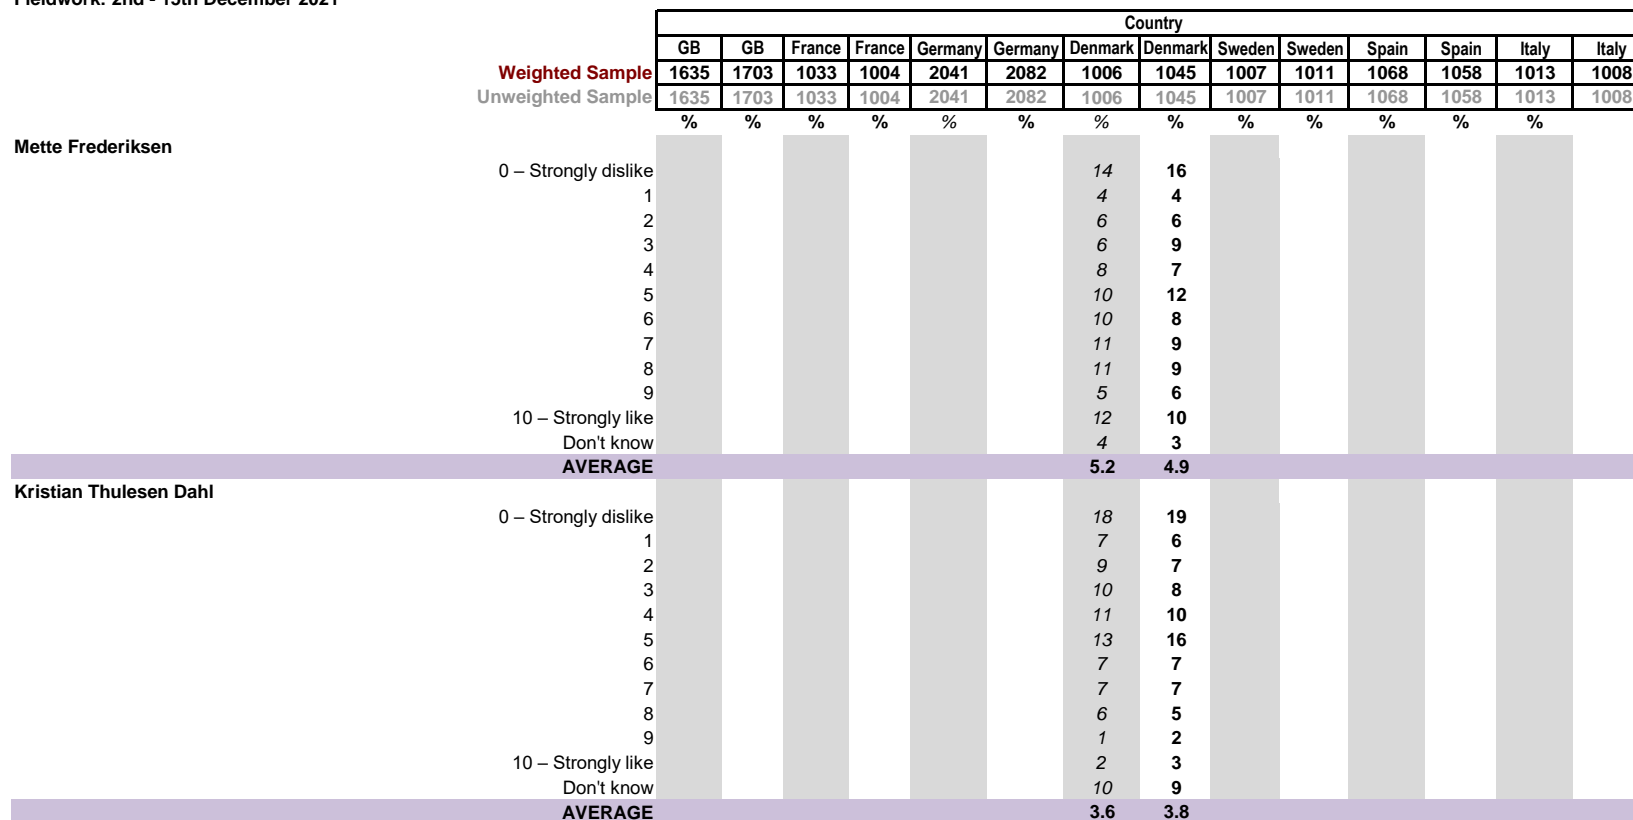 Fieldwork: 2nd - 15th December 2021
Country
GB GB France France Germany Germany Denmark Denmark Sweden Sweden Spain Spain Italy Italy
Weighted Sample 1635 1703 1033 1004 2041 2082 1006 1045 1007 1011 1068 1058 1013 1008
Unweighted Sample 1635 1703 1033 1004 2041 2082 1006 1045 1007 1011 1068 1058 1013 1008
% % % % % % % % % % % % %
Mette Frederiksen
0 – Strongly dislike 14 16
1 4 4
2 6 6
3 6 9
4 8 7
5 10 12
6 10 8
7 11 9
8 11 9
9 5 6
10 – Strongly like 12 10
Don't know 4 3
AVERAGE 5.2 4.9
Kristian Thulesen Dahl
0 – Strongly dislike 18 19
1 7 6
2 9 7
3 10 8
4 11 10
5 13 16
6 7 7
7 7 7
8 6 5
9 1 2
10 – Strongly like 2 3
Don't know 10 9
AVERAGE 3.6 3.8